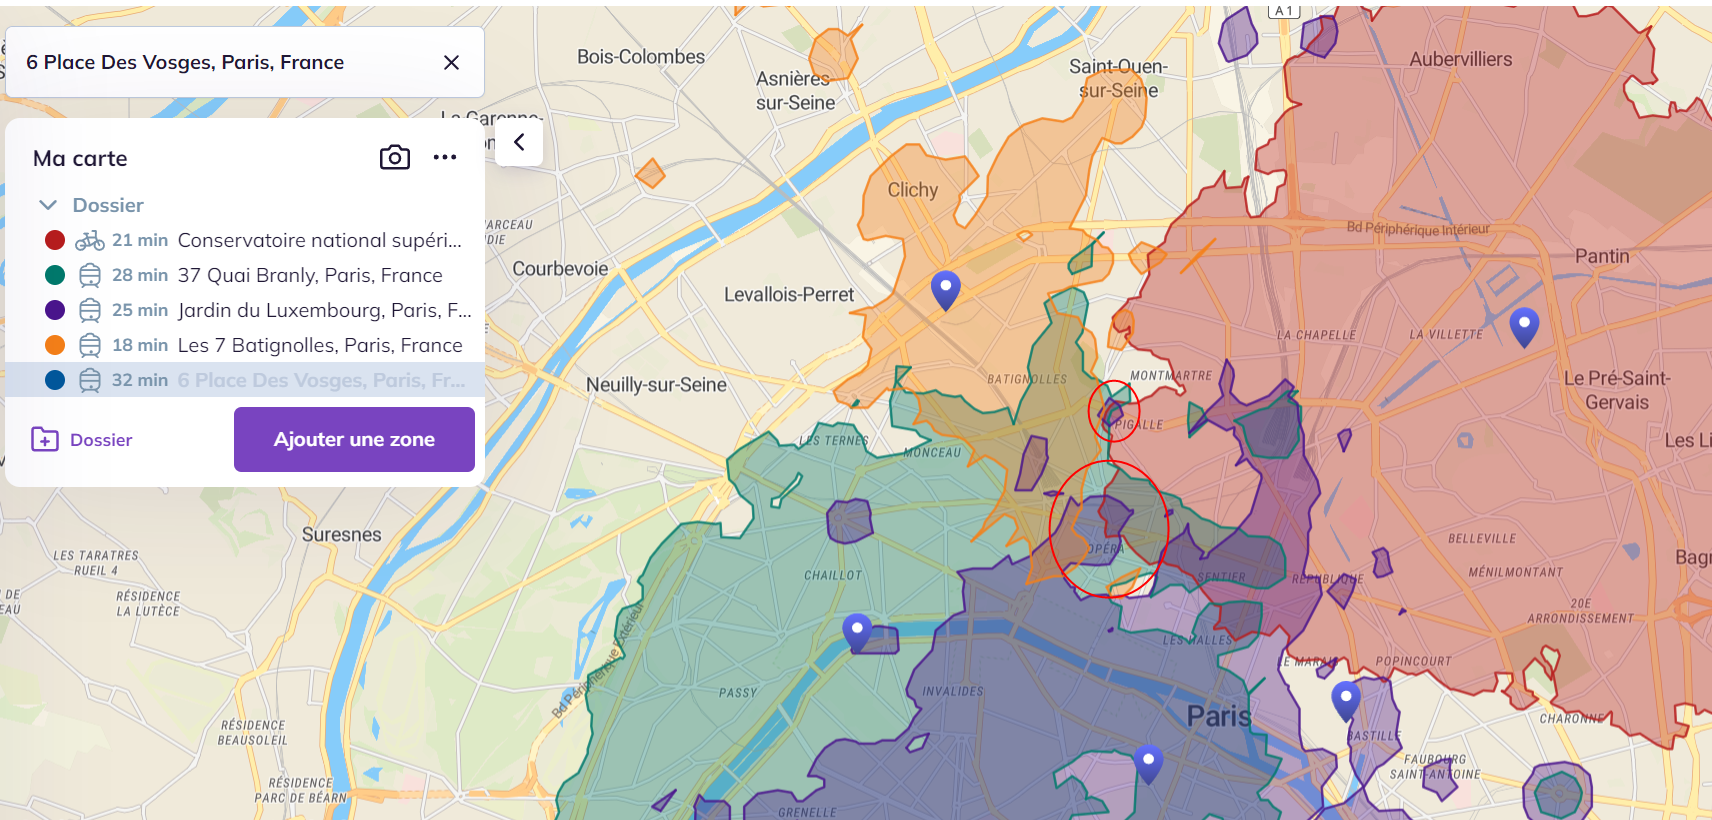 6 Place Des Vosges, Paris, France
Ma carte
Dossier
21 min Conservatoire national supéri...
28 min 37 Quai Branly, Paris, France
25 min Jardin du Luxembourg, Paris, F...
18 min Les 7 Batignolles, Paris, France
32 min 6 Place Des Vosges, Paris, Fr...
Dossier
Ajouter une zone
A 1
Bois-Colombes
Asnières-
sur-Seine
Saint-Ouen-
sur-Seine
Aubervilliers
La Garenne-
Clichy
Bd Périphérique Intérieur
Pantin
Courbevoie
Levallois-Perret
LA CHAPELLE
LA VILLETTE
Neuilly-sur-Seine
BATIGNOLLES
MONTMARTRE
Le Pré-Saint-
Gervais
PIGALLE
LES TERNES
MONCEAU
Les Li
Suresnes
LES TARATRES
RUEIL 4
RÉSIDENCE
LA LUTÈCE
CHAILLOT
OPÉRA
SENTIER
RÉPUBLIQUE
BELLEVILLE
MÉNILMONTANT
Bagn
20E
ARRONDISSEMENT
Bd Périphérique Extérieur
LES HALLES
LE MARAIS
POPINCOURT
PASSY
INVALIDES
Paris
RÉSIDENCE
BEAUSOLEIL
CHARONNE
BASTILLE
FAUBOURG
SAINT-ANTOINE
RÉSIDENCE
PARC DE BÉARN
GRENELLE